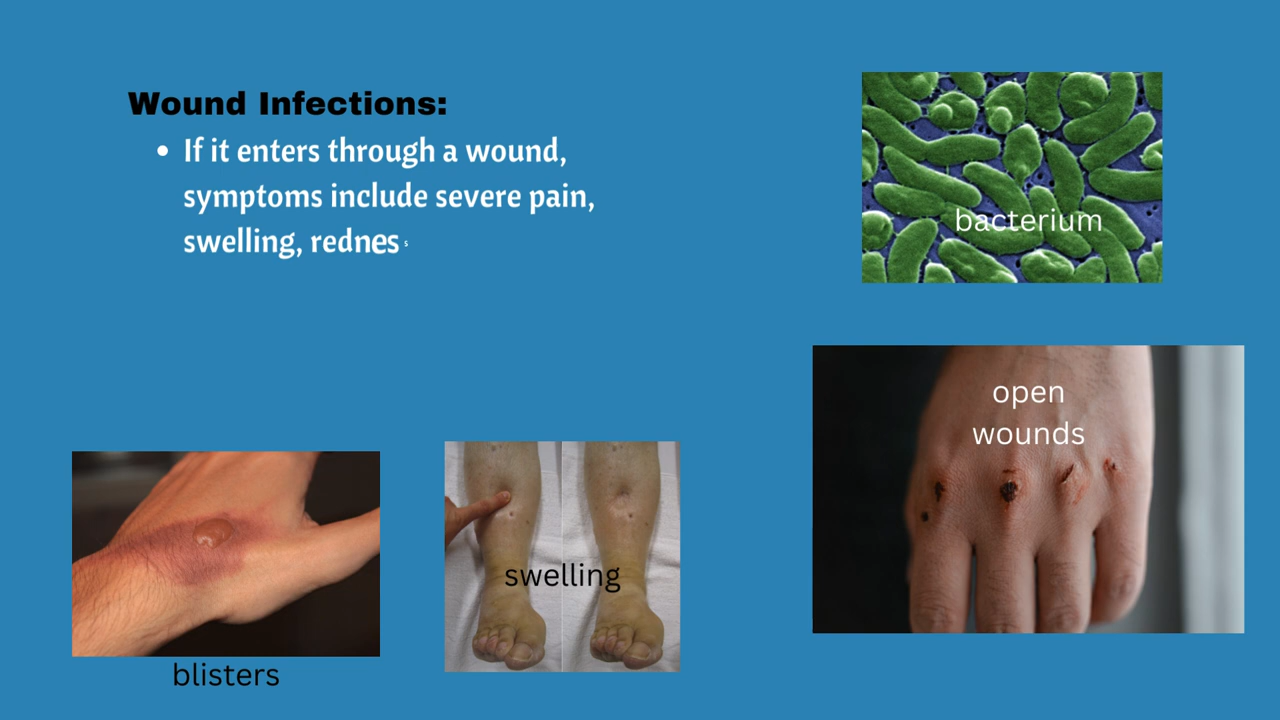 Wound Infections:
• If it enters through a wound,
symptoms include severe pain,
swelling, rednes s
bacterium
open
wounds
swelling
blisters